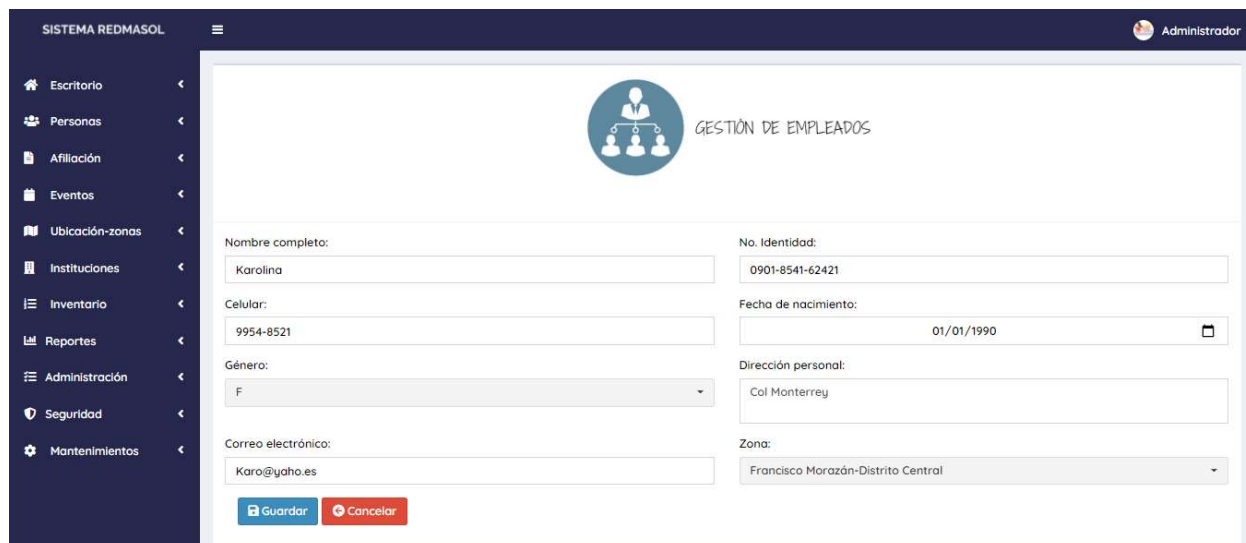 SISTEMA REDMASOL
Administrador
Escritorio
Personas
Afiliación
Eventos
Ubicación-zonas
Instituciones
Inventario
Reportes
Administración
Seguridad
Mantenimientos
GESTIÓN DE EMPLEADOS
Nombre completo:
Karolina
No. Identidad:
0901-8541-62421
Celular:
9954-8521
Fecha de nacimiento:
01/01/1990
Género:
F
Dirección personal:
Col Monterrey
Correo electrónico:
Karo@yaho.es
Zona:
Francisco Morazán-Distrito Central
Guardar
Cancelar